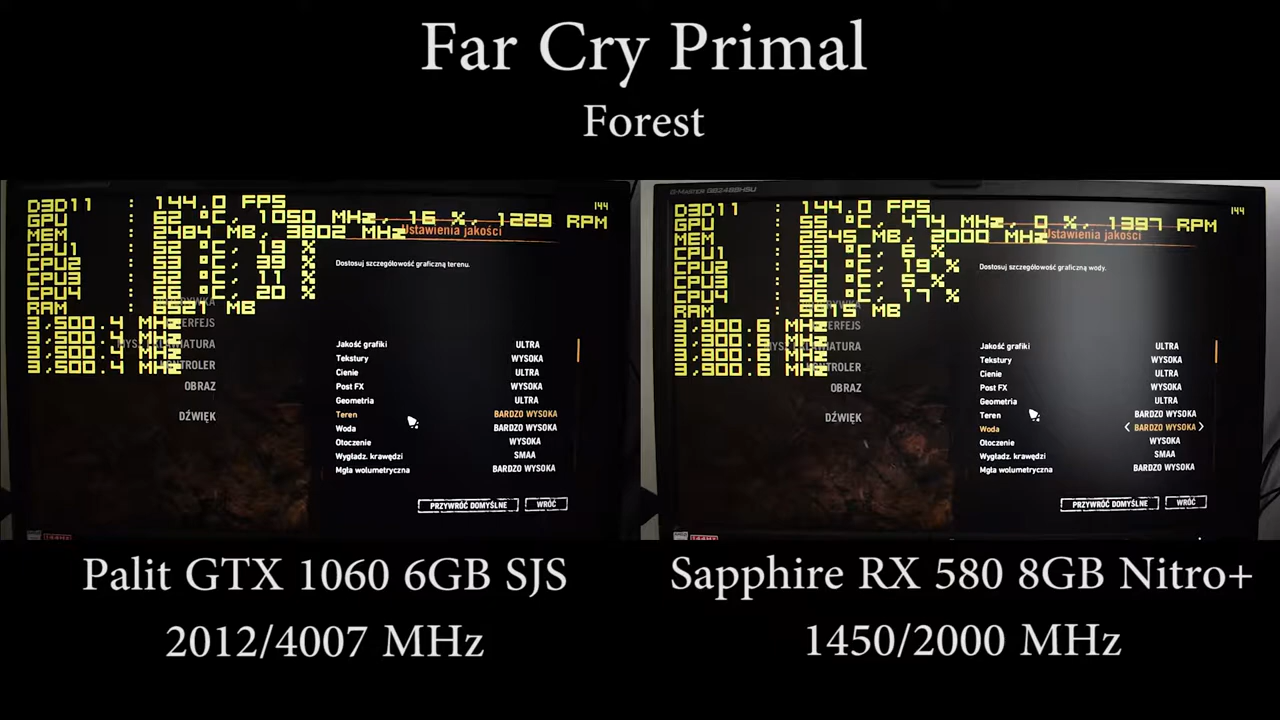 Far Cry Primal
Forest
D3D11 : 144.0 FPS
144
GPU : 62 °C, 1050 MHz, 16 %, 1229 RPM
MEM : 2484 MB, 3802 MHz
Ustawienia jakości
CPU1 : 52 °C, 19 %
CPU2 : 53 °C, 39 %
CPU3 : 52 °C, 11 %
CPU4 : 56 °C, 20 %
RAM : 6521 MB
3,500.4 MHz
3,500.4 MHz
3,500.4 MHz
3,500.4 MHz
KONTROLER
OBRAZ
DŹWIĘK
Dostosuj szczegółowość graficzną terenu.
Jakość grafiki ULTRA
Tekstury WYSOKA
Cienie ULTRA
Post FX WYSOKA
Geometria ULTRA
Teren BARDZO WYSOKA
Woda BARDZO WYSOKA
Otoczenie WYSOKA
Wygładz. krawędzi SMAA
Mgła wolumetryczna BARDZO WYSOKA
PRZYWRÓĆ DOMYŚLNE WRÓĆ
G-MASTER GB2488HSU
D3D11 : 144.0 FPS
144
GPU : 55 °C, 474 MHz, 0 %, 1397 RPM
MEM : 2345 MB, 2000 MHz
Ustawienia jakości
CPU1 : 53 °C, 6 %
CPU2 : 54 °C, 19 %
CPU3 : 52 °C, 5 %
CPU4 : 56 °C, 17 %
RAM : 5915 MB
3,900.6 MHz
3,900.6 MHz
3,900.6 MHz
3,900.6 MHz
KONTROLER
OBRAZ
DŹWIĘK
Dostosuj szczegółowość graficzną wody.
Jakość grafiki ULTRA
Tekstury WYSOKA
Cienie ULTRA
Post FX WYSOKA
Geometria ULTRA
Teren BARDZO WYSOKA
Woda < BARDZO WYSOKA >
Otoczenie WYSOKA
Wygładz. krawędzi SMAA
Mgła wolumetryczna BARDZO WYSOKA
PRZYWRÓĆ DOMYŚLNE WRÓĆ
Palit GTX 1060 6GB SJS
2012/4007 MHz
Sapphire RX 580 8GB Nitro+
1450/2000 MHz